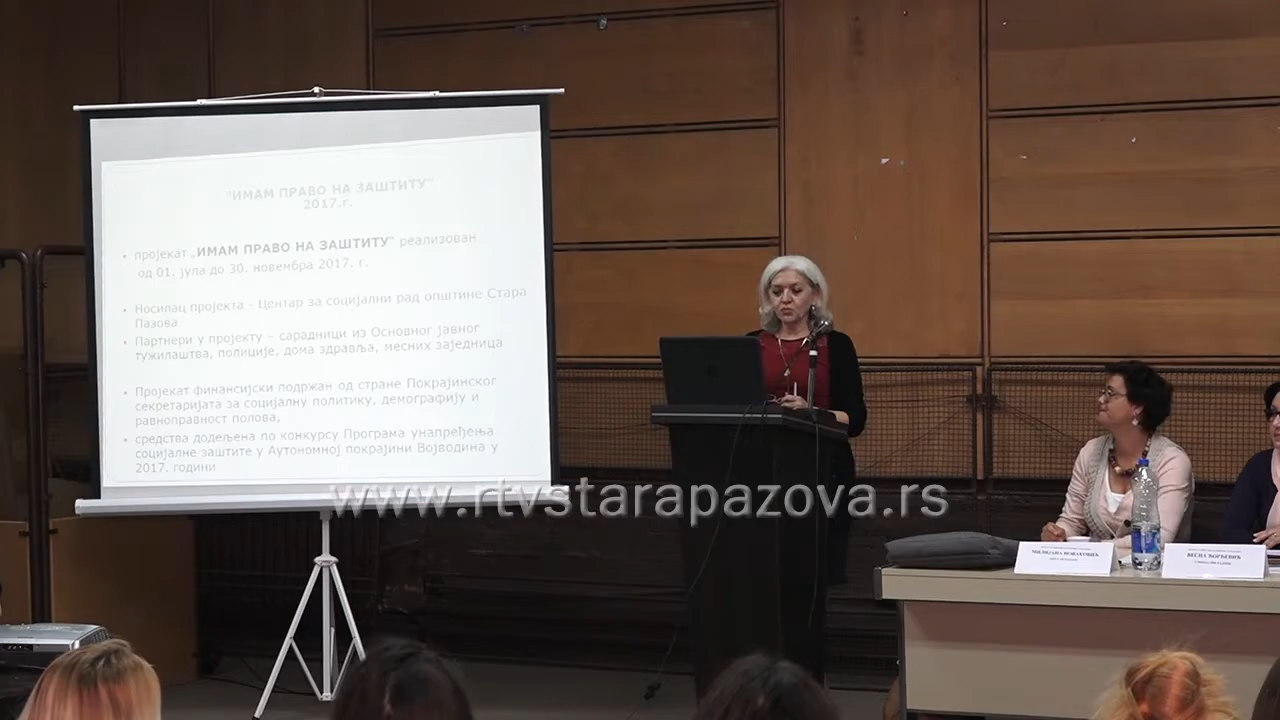 "ИМАМ ПРАВО НА ЗАШТИТУ"
2017.г.
пројекат „ИМАМ ПРАВО НА ЗАШТИТУ" реализован
од 01. јула до 30. новембра 2017. г.
Носилац пројекта - Центар за социјални рад општине Стара
Пазова
Партнери у пројекту – сарадници из Основног јавног
тужилаштва, полиције, дома здравља, месних заједница
Пројекат финансијски подржан од стране Покрајинског
секретаријата за социјалну политику, демографију и
равноправност полова,
средства додељена по конкурсу Програма унапређења
социјалне заштите у Аутономној покрајини Војводина у
2017. години
www.rtvstarapazova.rs
МИЛИЈАНА НОВАКОВИЋ
ВЕСНА ЂОРЂЕВИЋ